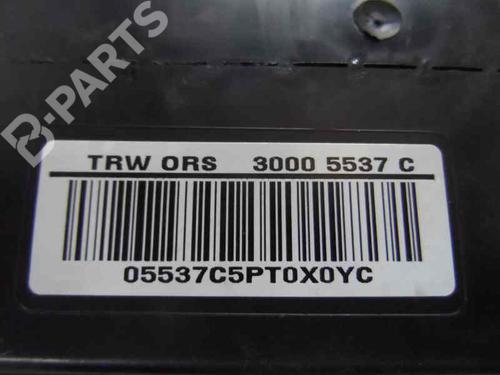 B-PARTS
TRW ORS 3000 5537 C
05537C5PT0X0YC